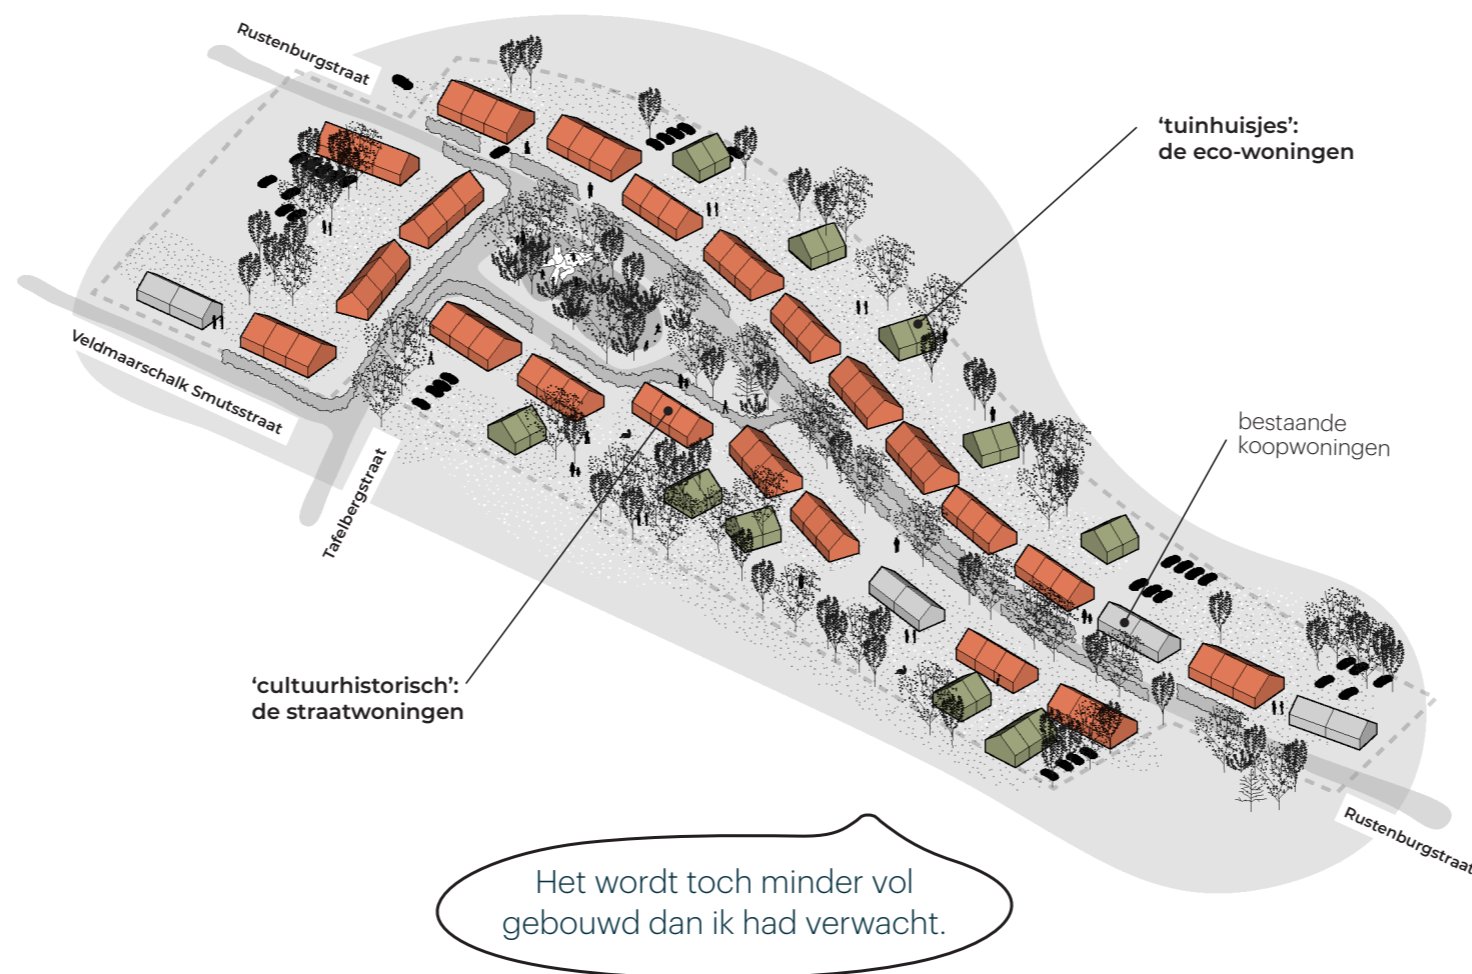 Rustenburgstraat
‘tuinhuisjes’:
de eco-woningen
Veldmaarschalk Smutsstraat
Tafelbergstraat
bestaande
koopwoningen
‘cultuurhistorisch’:
de straatwoningen
Rustenburgstraat
Het wordt toch minder vol
gebouwd dan ik had verwacht.